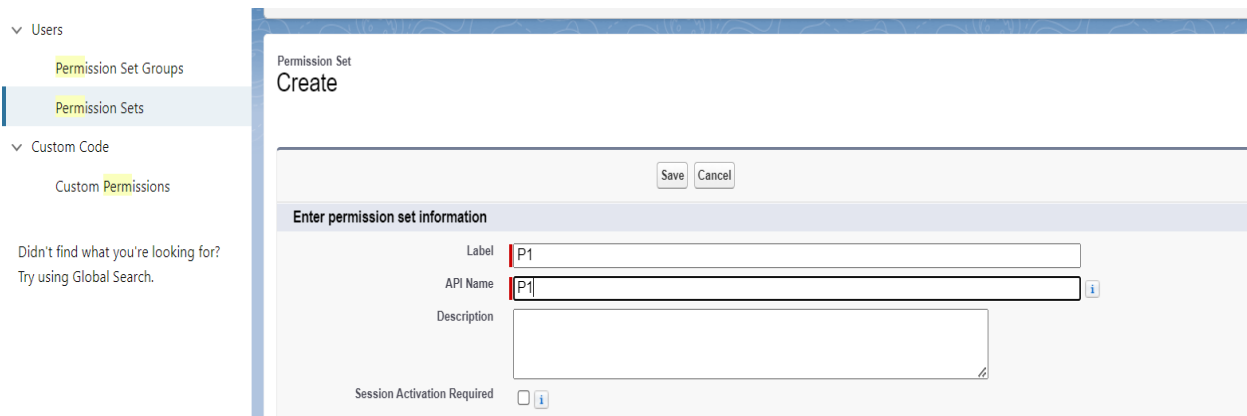 Users
Permission Set Groups
Permission Sets
Custom Code
Custom Permissions
Didn't find what you're looking for?
Try using Global Search.
Permission Set
Create
Save Cancel
Enter permission set information
Label P1
API Name P1 i
Description
Session Activation Required i